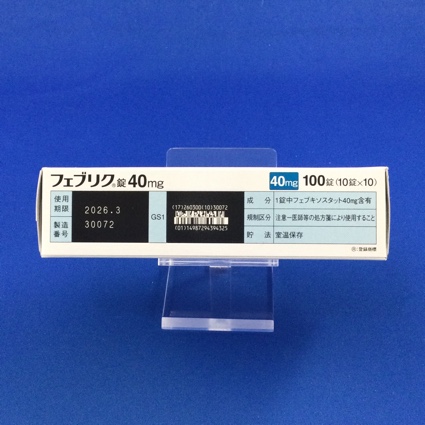 フェブリク®錠40mg
40mg 100錠(10錠×10)
使用期限 2026.3
製造番号 30072
GS1
(17)260300(10)30072
(01)14987294394325
成分 1錠中フェブキソスタット40mg含有
規制区分 注意-医師等の処方箋により使用すること
貯法 室温保存
®:登録商標